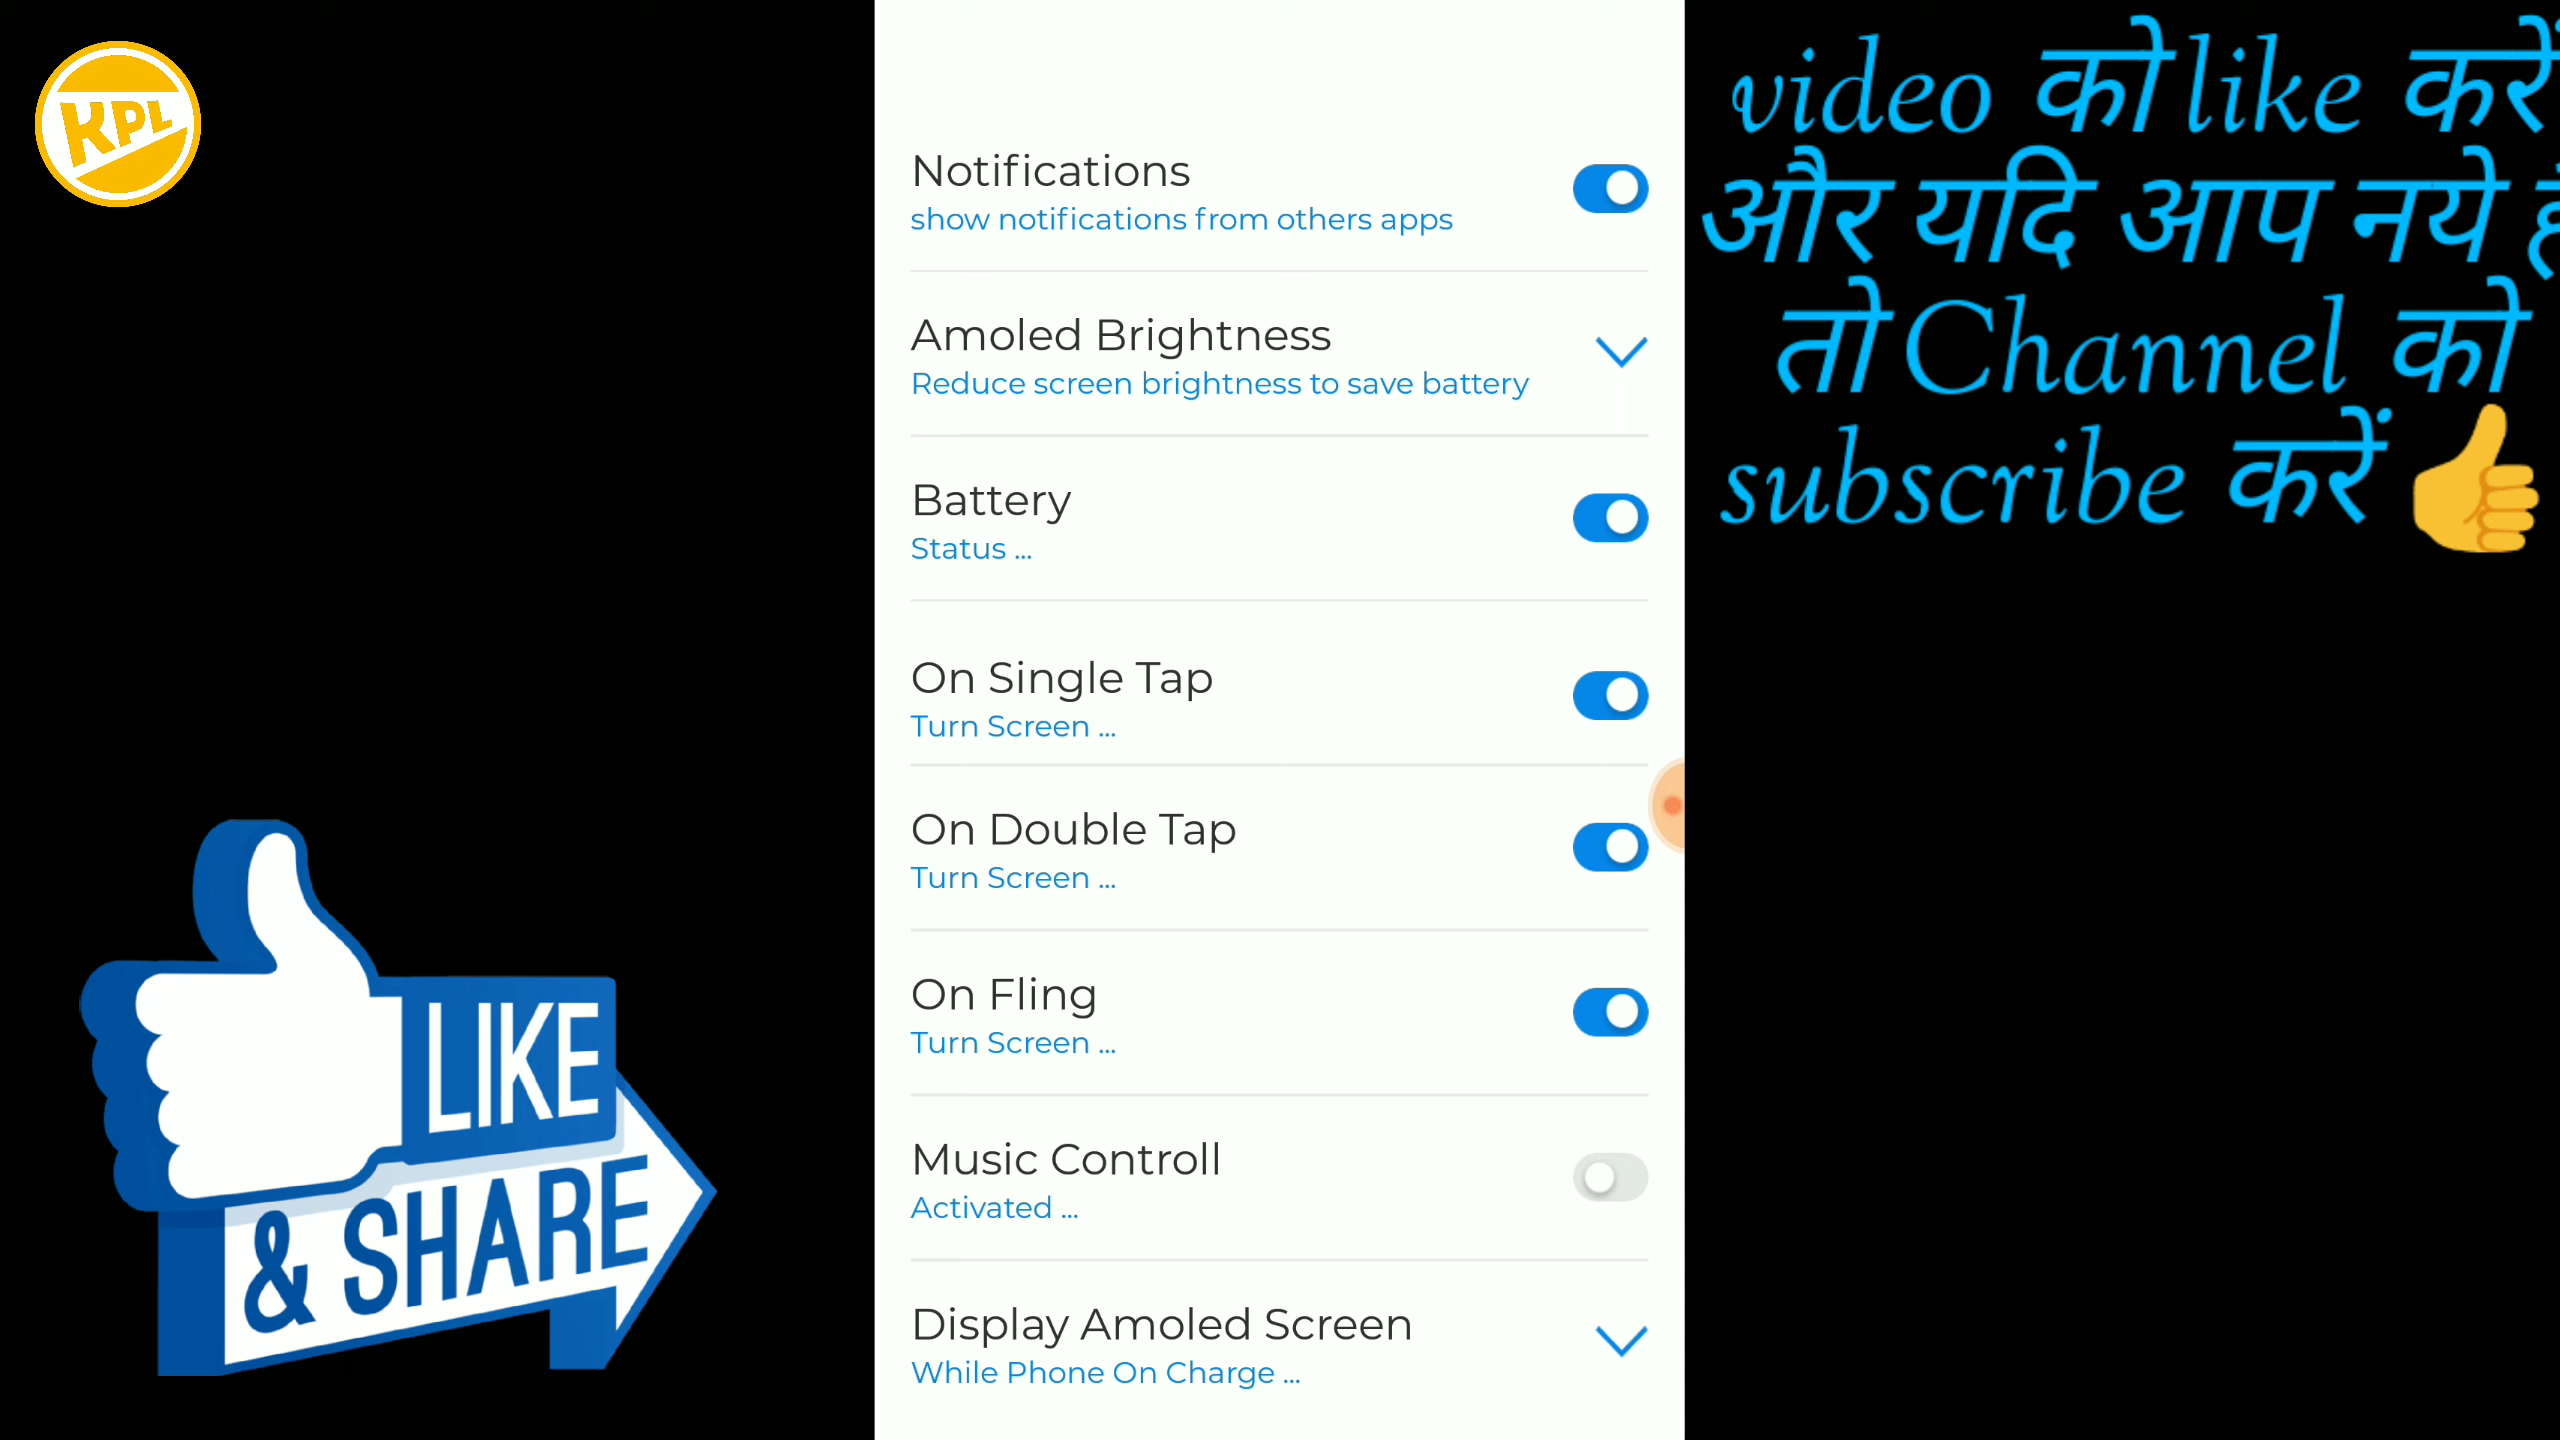 KPL
Notifications
show notifications from others apps
Amoled Brightness
Reduce screen brightness to save battery
Battery
Status ...
On Single Tap
Turn Screen ...
On Double Tap
Turn Screen ...
On Fling
Turn Screen ...
Music Controll
Activated ...
Display Amoled Screen
While Phone On Charge ...
video को like करें
और यदि आप नये
तो Channel को
subscribe करें 👍
LIKE
& SHARE